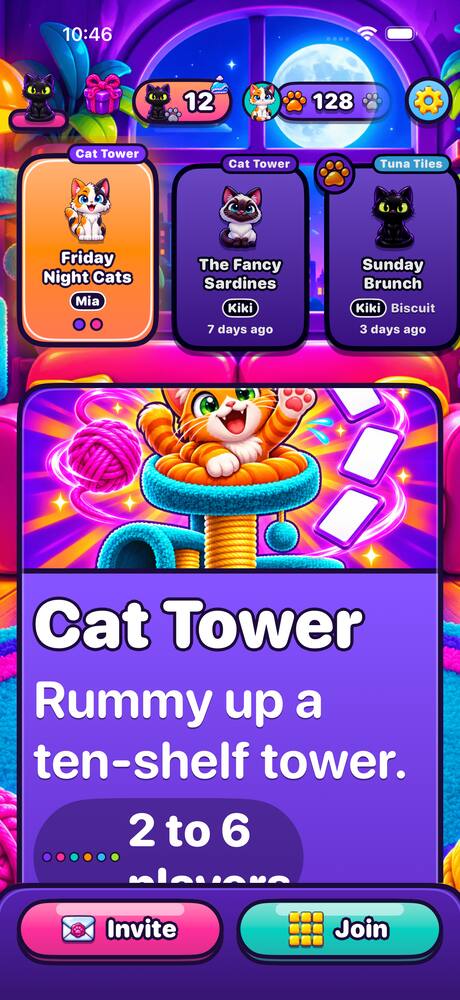 10:46
12
128
Cat Tower
Friday
Night Cats
Mia
Cat Tower
The Fancy
Sardines
Kiki
7 days ago
Tuna Tiles
Sunday
Brunch
Kiki Biscuit
3 days ago
Cat Tower
Rummy up a
ten-shelf tower.
2 to 6
players
Invite
Join